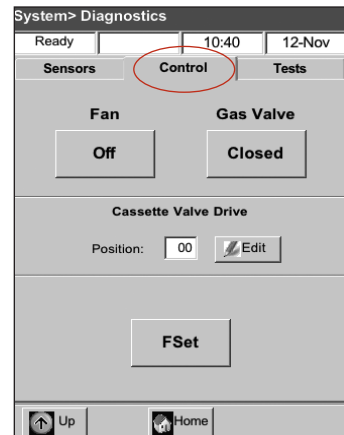 System> Diagnostics
Ready 10:40 12-Nov
Sensors Control Tests
Fan Gas Valve
Off Closed
Cassette Valve Drive
Position: 00 Edit
FSet
Up Home